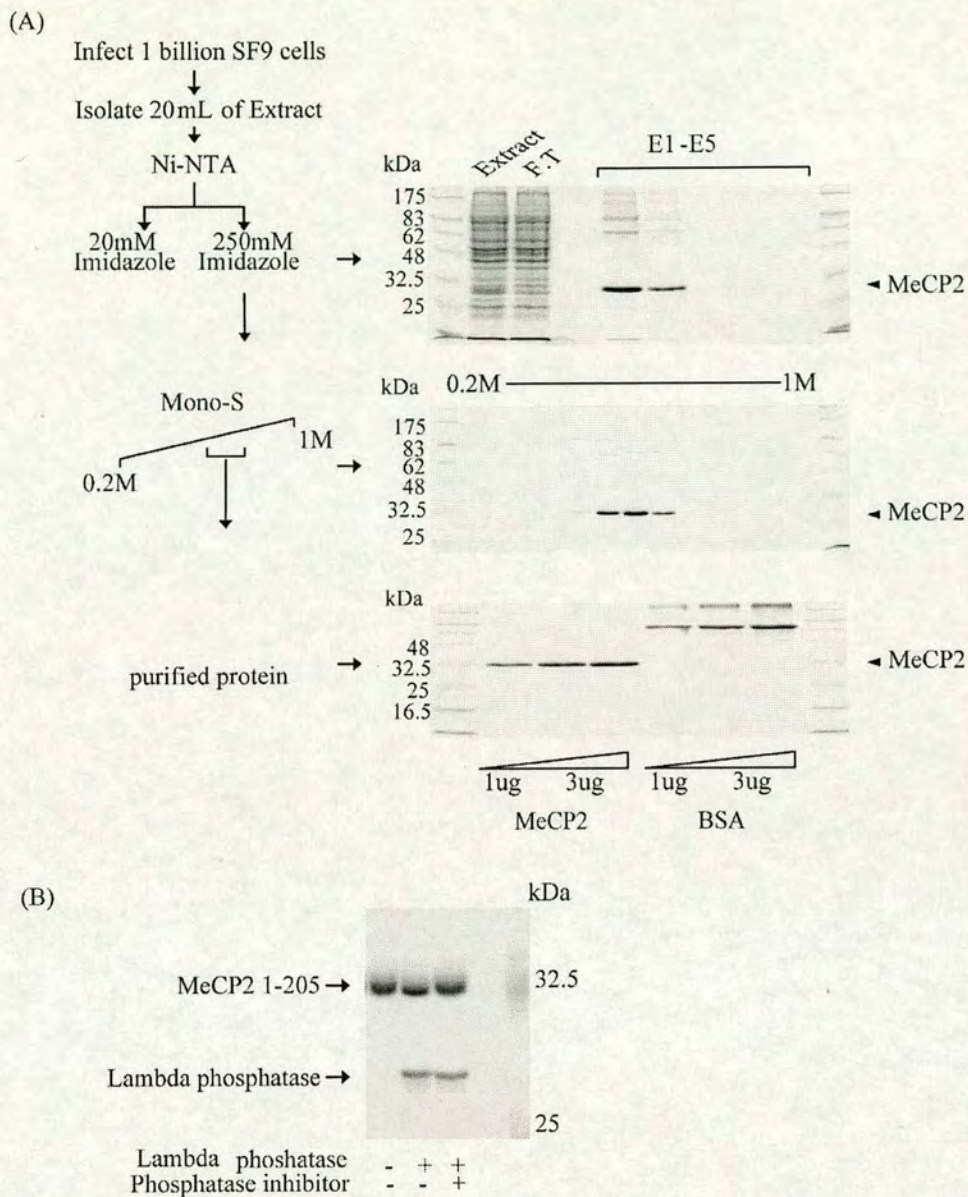 (A)
Infect 1 billion SF9 cells
Isolate 20mL of Extract
Ni-NTA
20mM
Imidazole
250mM
Imidazole
kDa
Extract
F.T
E1-E5
175
83
62
48
32.5
25
MeCP2
Mono-S
0.2M
1M
kDa
0.2M
1M
175
83
62
48
32.5
25
MeCP2
purified protein
kDa
48
32.5
25
16.5
MeCP2
1ug
3ug
1ug
3ug
MeCP2
BSA
(B)
kDa
MeCP2 1-205
32.5
Lambda phosphatase
25
Lambda phoshatase - + +
Phosphatase inhibitor - - +